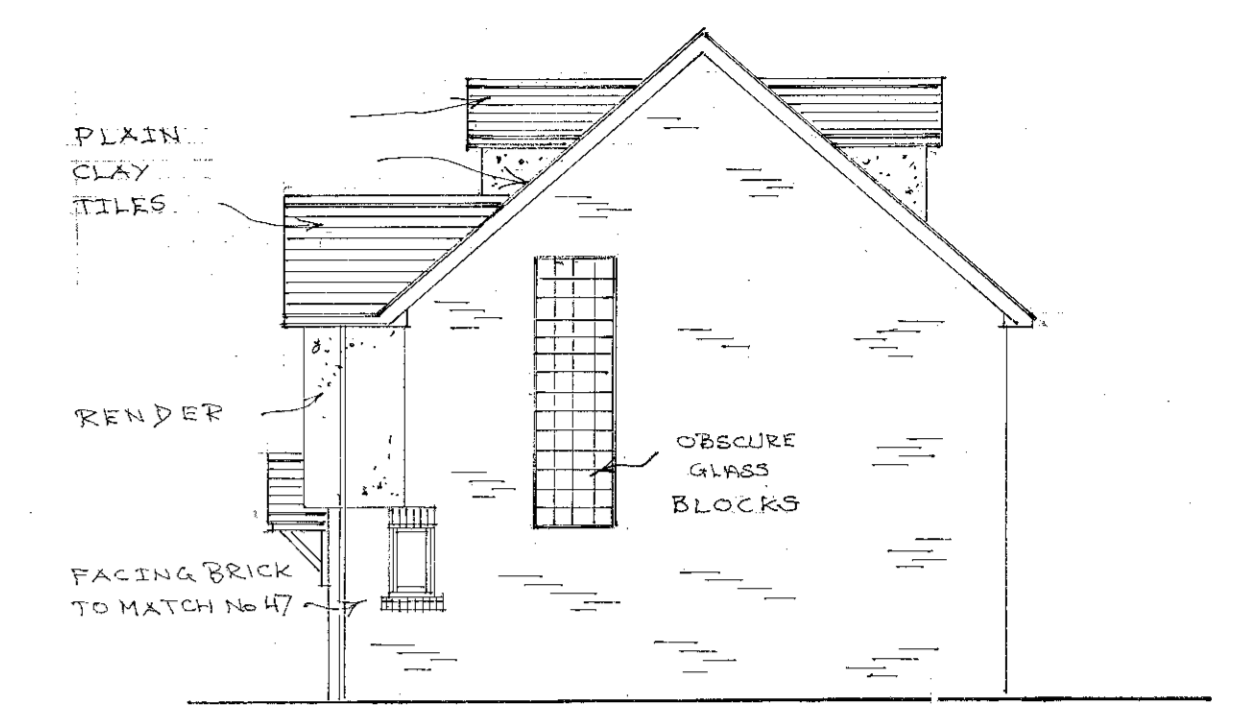 PLAIN
CLAY
TILES
RENDER
OBSCURE
GLASS
BLOCKS
FACING BRICK
TO MATCH No 47